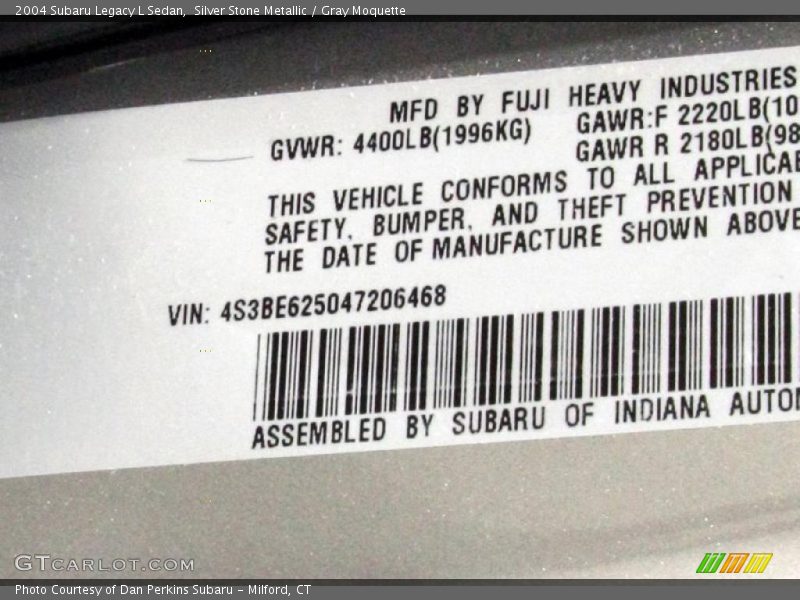 2004 Subaru Legacy L Sedan,  Silver Stone Metallic / Gray Moquette
MFD BY FUJI HEAVY INDUSTRIES
GVWR: 4400LB(1996KG) GAWR:F 2220LB(10
GAWR R 2180LB(98
THIS VEHICLE CONFORMS TO ALL APPLICAB
SAFETY, BUMPER, AND THEFT PREVENTION
THE DATE OF MANUFACTURE SHOWN ABOVE
VIN: 4S3BE625047206468
ASSEMBLED BY SUBARU OF INDIANA AUTOM
GTCARLOT.COM
Photo Courtesy of Dan Perkins Subaru - Milford, CT